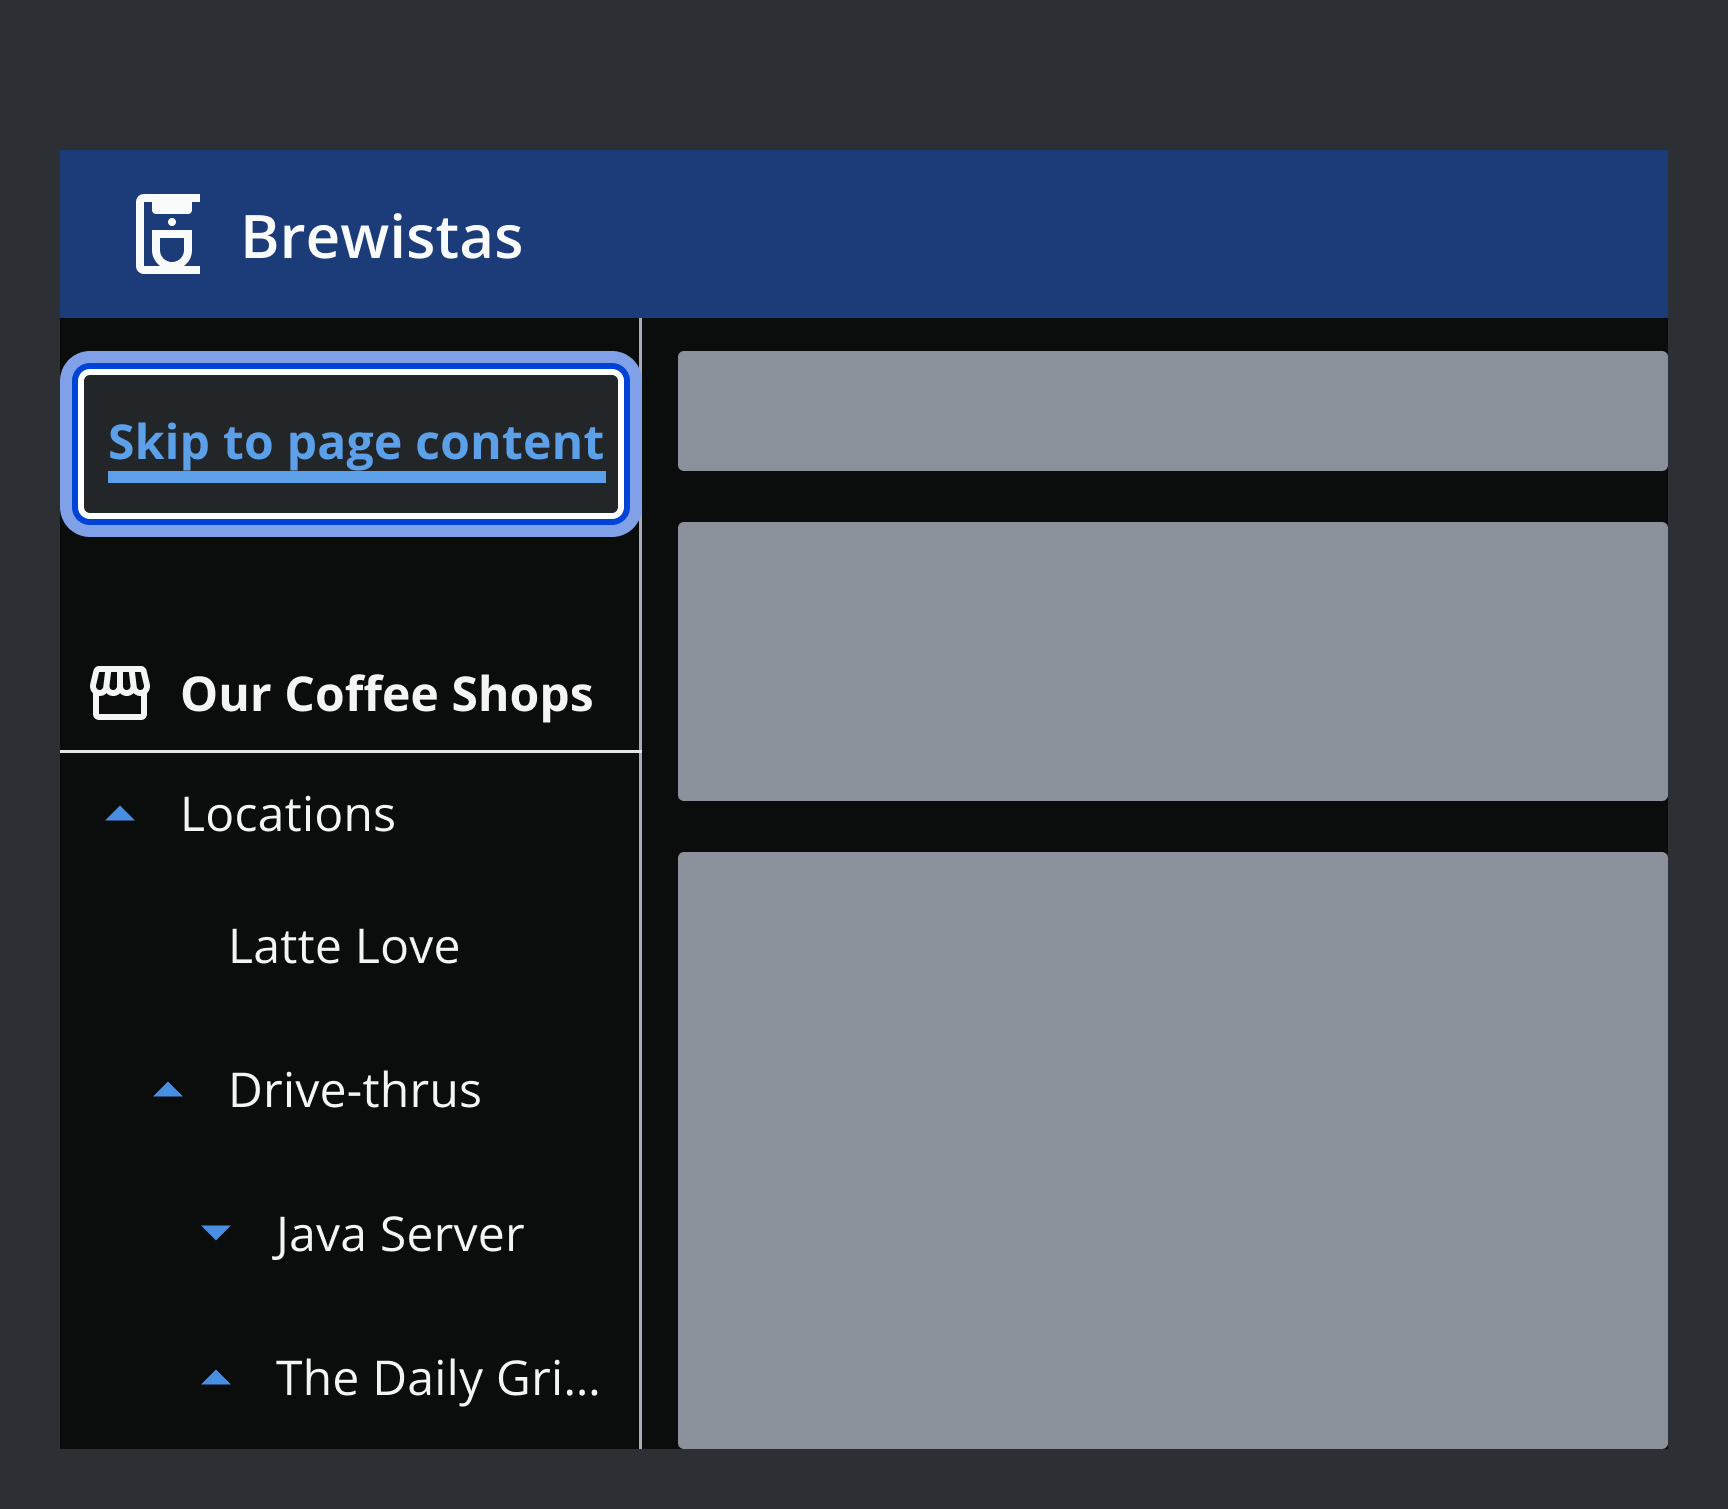 Brewistas
Skip to page content
Our Coffee Shops
Locations
Latte Love
Drive-thrus
Java Server
The Daily Gri...